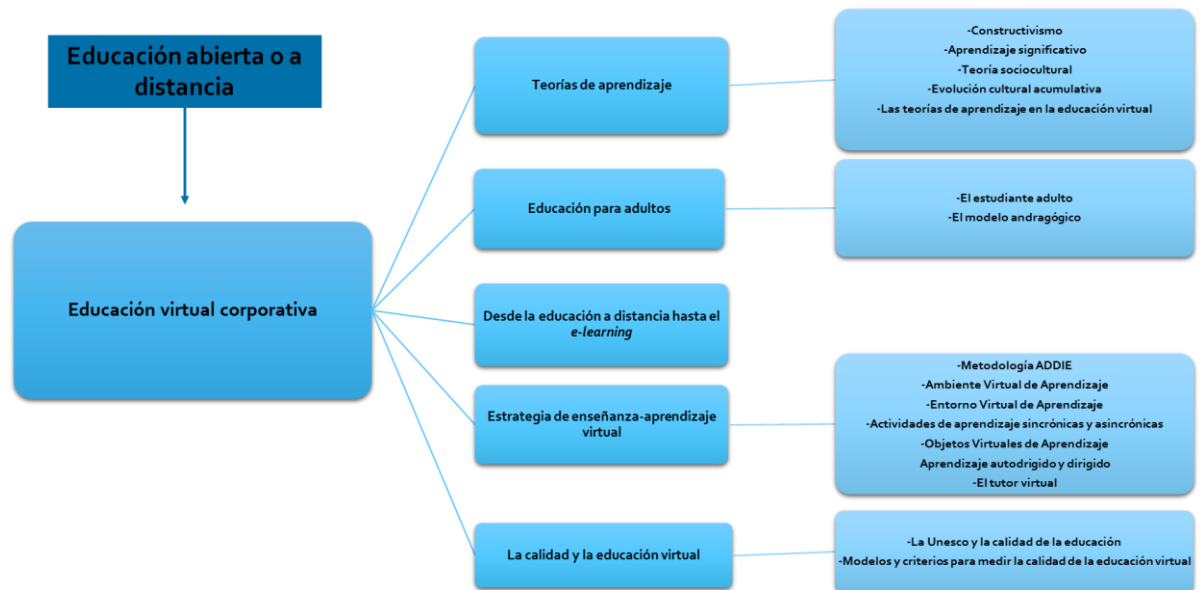 Educación abierta o a
distancia
Educación virtual corporativa
Teorías de aprendizaje
-Constructivismo
-Aprendizaje significativo
-Teoría sociocultural
-Evolución cultural acumulativa
-Las teorías de aprendizaje en la educación virtual
Educación para adultos
-El estudiante adulto
-El modelo andragógico
Desde la educación a distancia hasta el
e-learning
Estrategia de enseñanza-aprendizaje
virtual
-Metodología ADDIE
-Ambiente Virtual de Aprendizaje
-Entorno Virtual de Aprendizaje
-Actividades de aprendizaje sincrónicas y asincrónicas
-Objetos Virtuales de Aprendizaje
Aprendizaje autodrigido y dirigido
-El tutor virtual
La calidad y la educación virtual
-La Unesco y la calidad de la educación
-Modelos y criterios para medir la calidad de la educación virtual